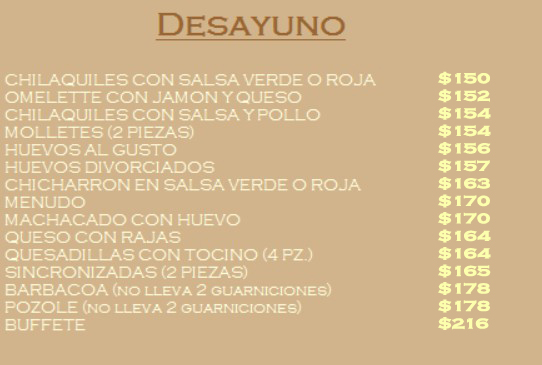 DESAYUNO
CHILAQUILES CON SALSA VERDE O ROJA $150
OMELETTE CON JAMON Y QUESO $152
CHILAQUILES CON SALSA Y POLLO $154
MOLLETES (2 PIEZAS) $154
HUEVOS AL GUSTO $156
HUEVOS DIVORCIADOS $157
CHICHARRON EN SALSA VERDE O ROJA $163
MENUDO $170
MACHACADO CON HUEVO $170
QUESO CON RAJAS $164
QUESADILLAS CON TOCINO (4 PZ.) $164
SINCRONIZADAS (2 PIEZAS) $165
BARBACOA (NO LLEVA 2 GUARNICIONES) $178
POZOLE (NO LLEVA 2 GUARNICIONES) $178
BUFFETE $216